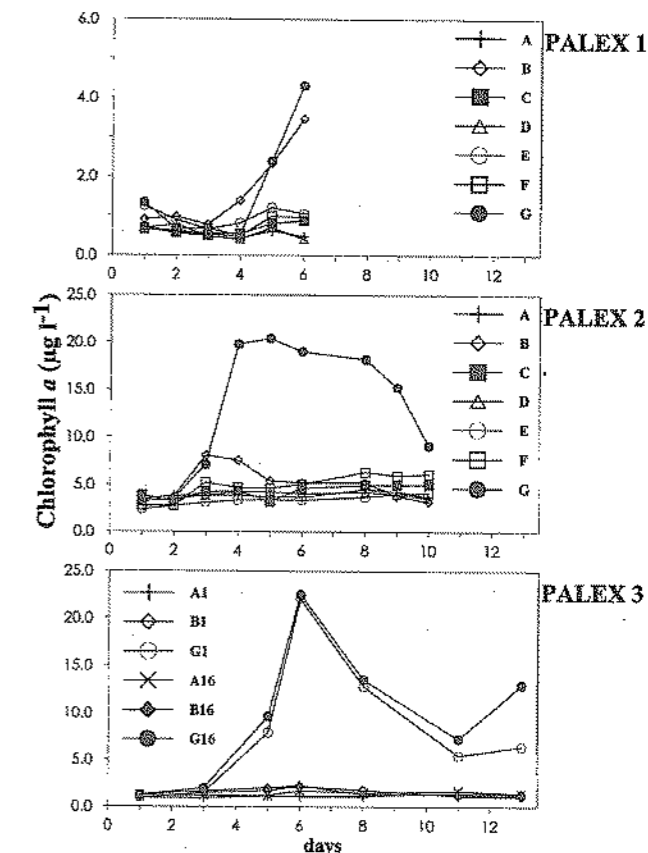 6.0
4.0
2.0
0.0
0 2 4 6 8 10 12
A
B
C
D
E
F
G
PALEX 1
Chlorophyll a (µg l-1)
25.0
20.0
15.0
10.0
5.0
0.0
0 2 4 6 8 10 12
A
B
C
D
E
F
G
PALEX 2
25.0
20.0
15.0
10.0
5.0
0.0
0 2 4 6 8 10 12
A1
B1
G1
A16
B16
G16
PALEX 3
days